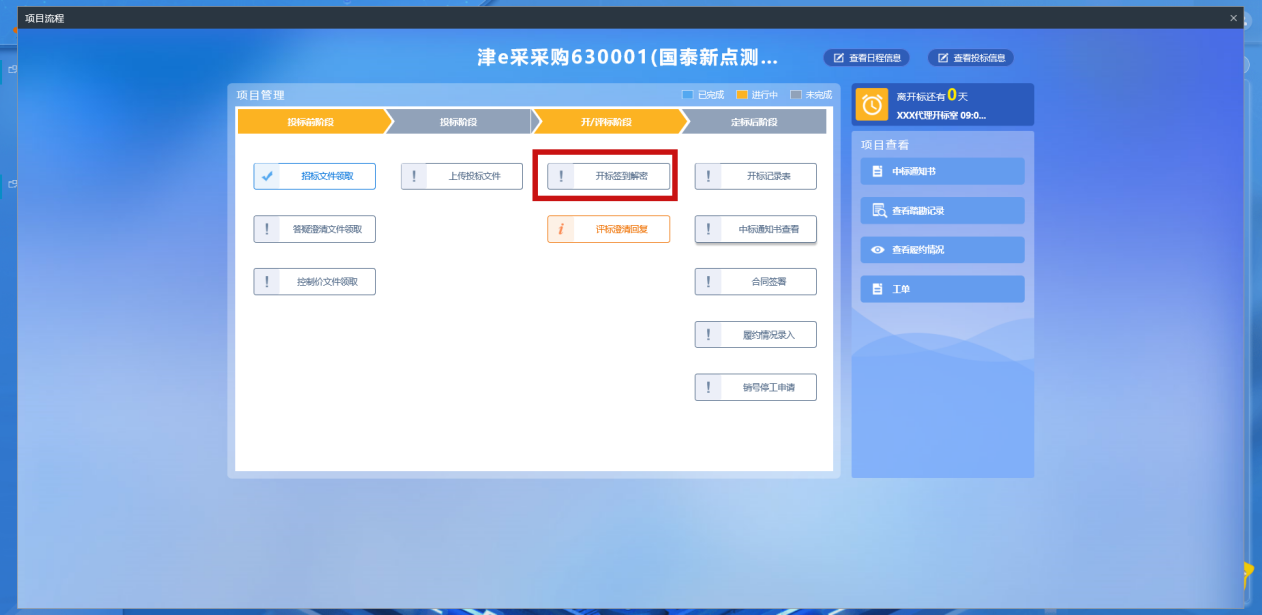 项目流程
津e采采购630001(国泰新点测...
查看日程信息
查看投标信息
项目管理
已完成
进行中
未完成
投标前阶段
投标阶段
开/评标阶段
定标后阶段
招标文件领取
上传投标文件
开标签到解密
开标记录表
答疑澄清文件领取
评标澄清回复
中标通知书查看
控制价文件领取
合同签署
履约情况录入
销号停工申请
离开标还有0天
XXX代理开标室 09:0...
项目查看
中标通知书
查看踏勘记录
查看履约情况
工单